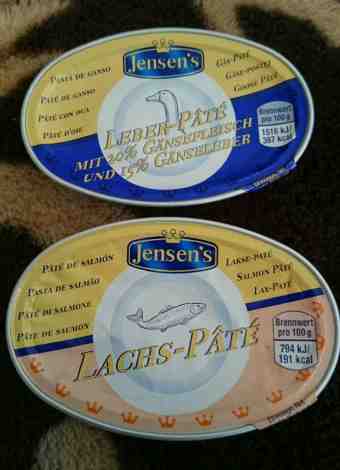 Jensen's
Pasta de ganso
Pâté de ganso
Pâté con oca
Pâté d'oie
Gås-Paté
Gåse-postej
Goose Pâté
Leber-Pâté
mit 20% Gänsefleisch
und 15% Gänseleber
Brennwert
pro 100 g
1516 kJ/
367 kcal
Jensen's
Pâté de salmón
Pasta de salmão
Pâté di salmone
Pâté de saumon
Lakse-paté
Salmon Pâté
Lax-Paté
Lachs-Pâté
Brennwert
pro 100 g
794 kJ/
191 kcal